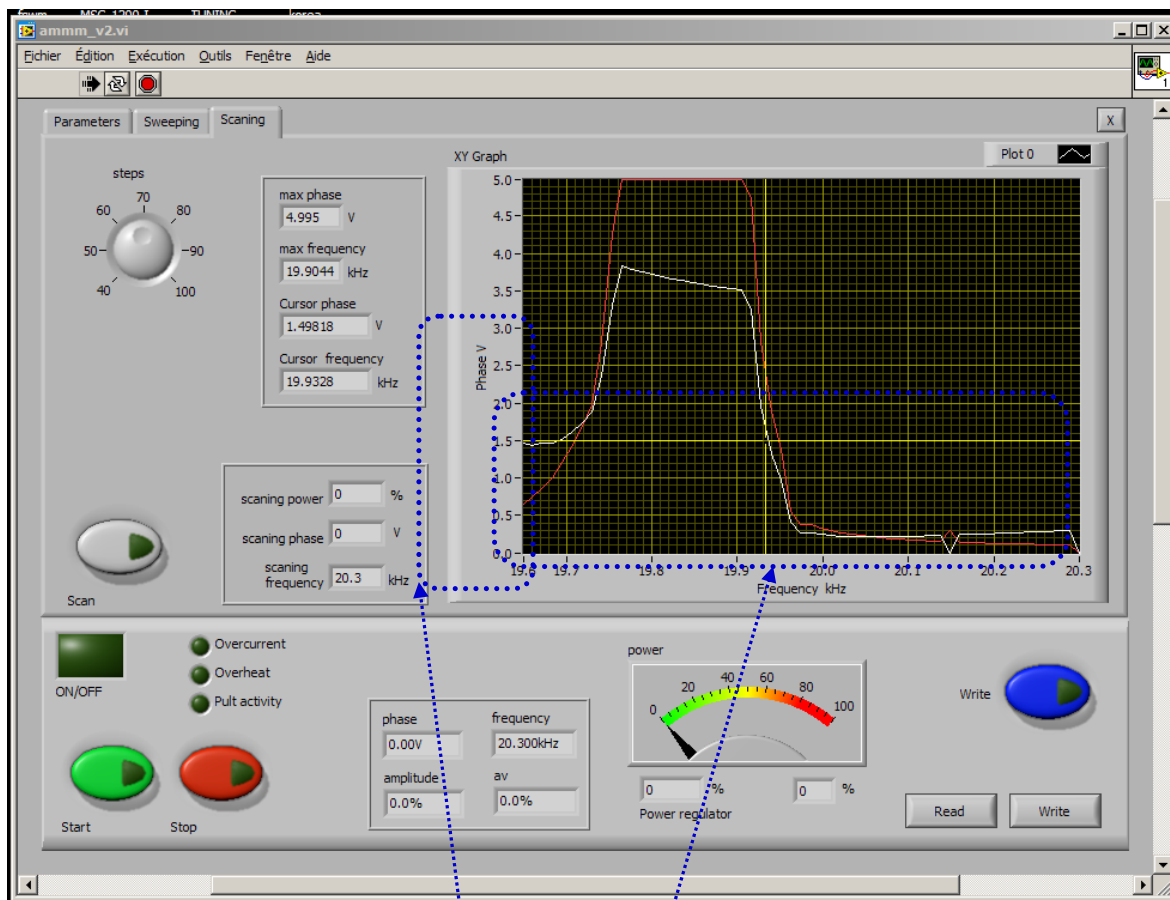 fswm MSG_1200_I TUNING korea
ammm_v2.vi
Fichier Édition Exécution Outils Fenêtre Aide
1
Parameters Sweeping Scaning
X
steps
40 50 60 70 80 90 100
max phase
4.995 V
max frequency
19.9044 kHz
Cursor phase
1.49818 V
Cursor frequency
19.9328 kHz
XY Graph
Plot 0
Phase V
5.0
4.5
4.0
3.5
3.0
2.5
2.0
1.5
1.0
0.5
0.0
19.6 19.7 19.8 19.9 20.0 20.1 20.2 20.3
Frequency kHz
scaning power 0 %
scaning phase 0 V
scaning
frequency 20.3 kHz
Scan
ON/OFF
Overcurrent
Overheat
Pult activity
Start
Stop
phase
0.00V
frequency
20.300kHz
amplitude
0.0%
av
0.0%
power
0 20 40 60 80 100
0 %
0 %
Power regulator
Write
Read
Write